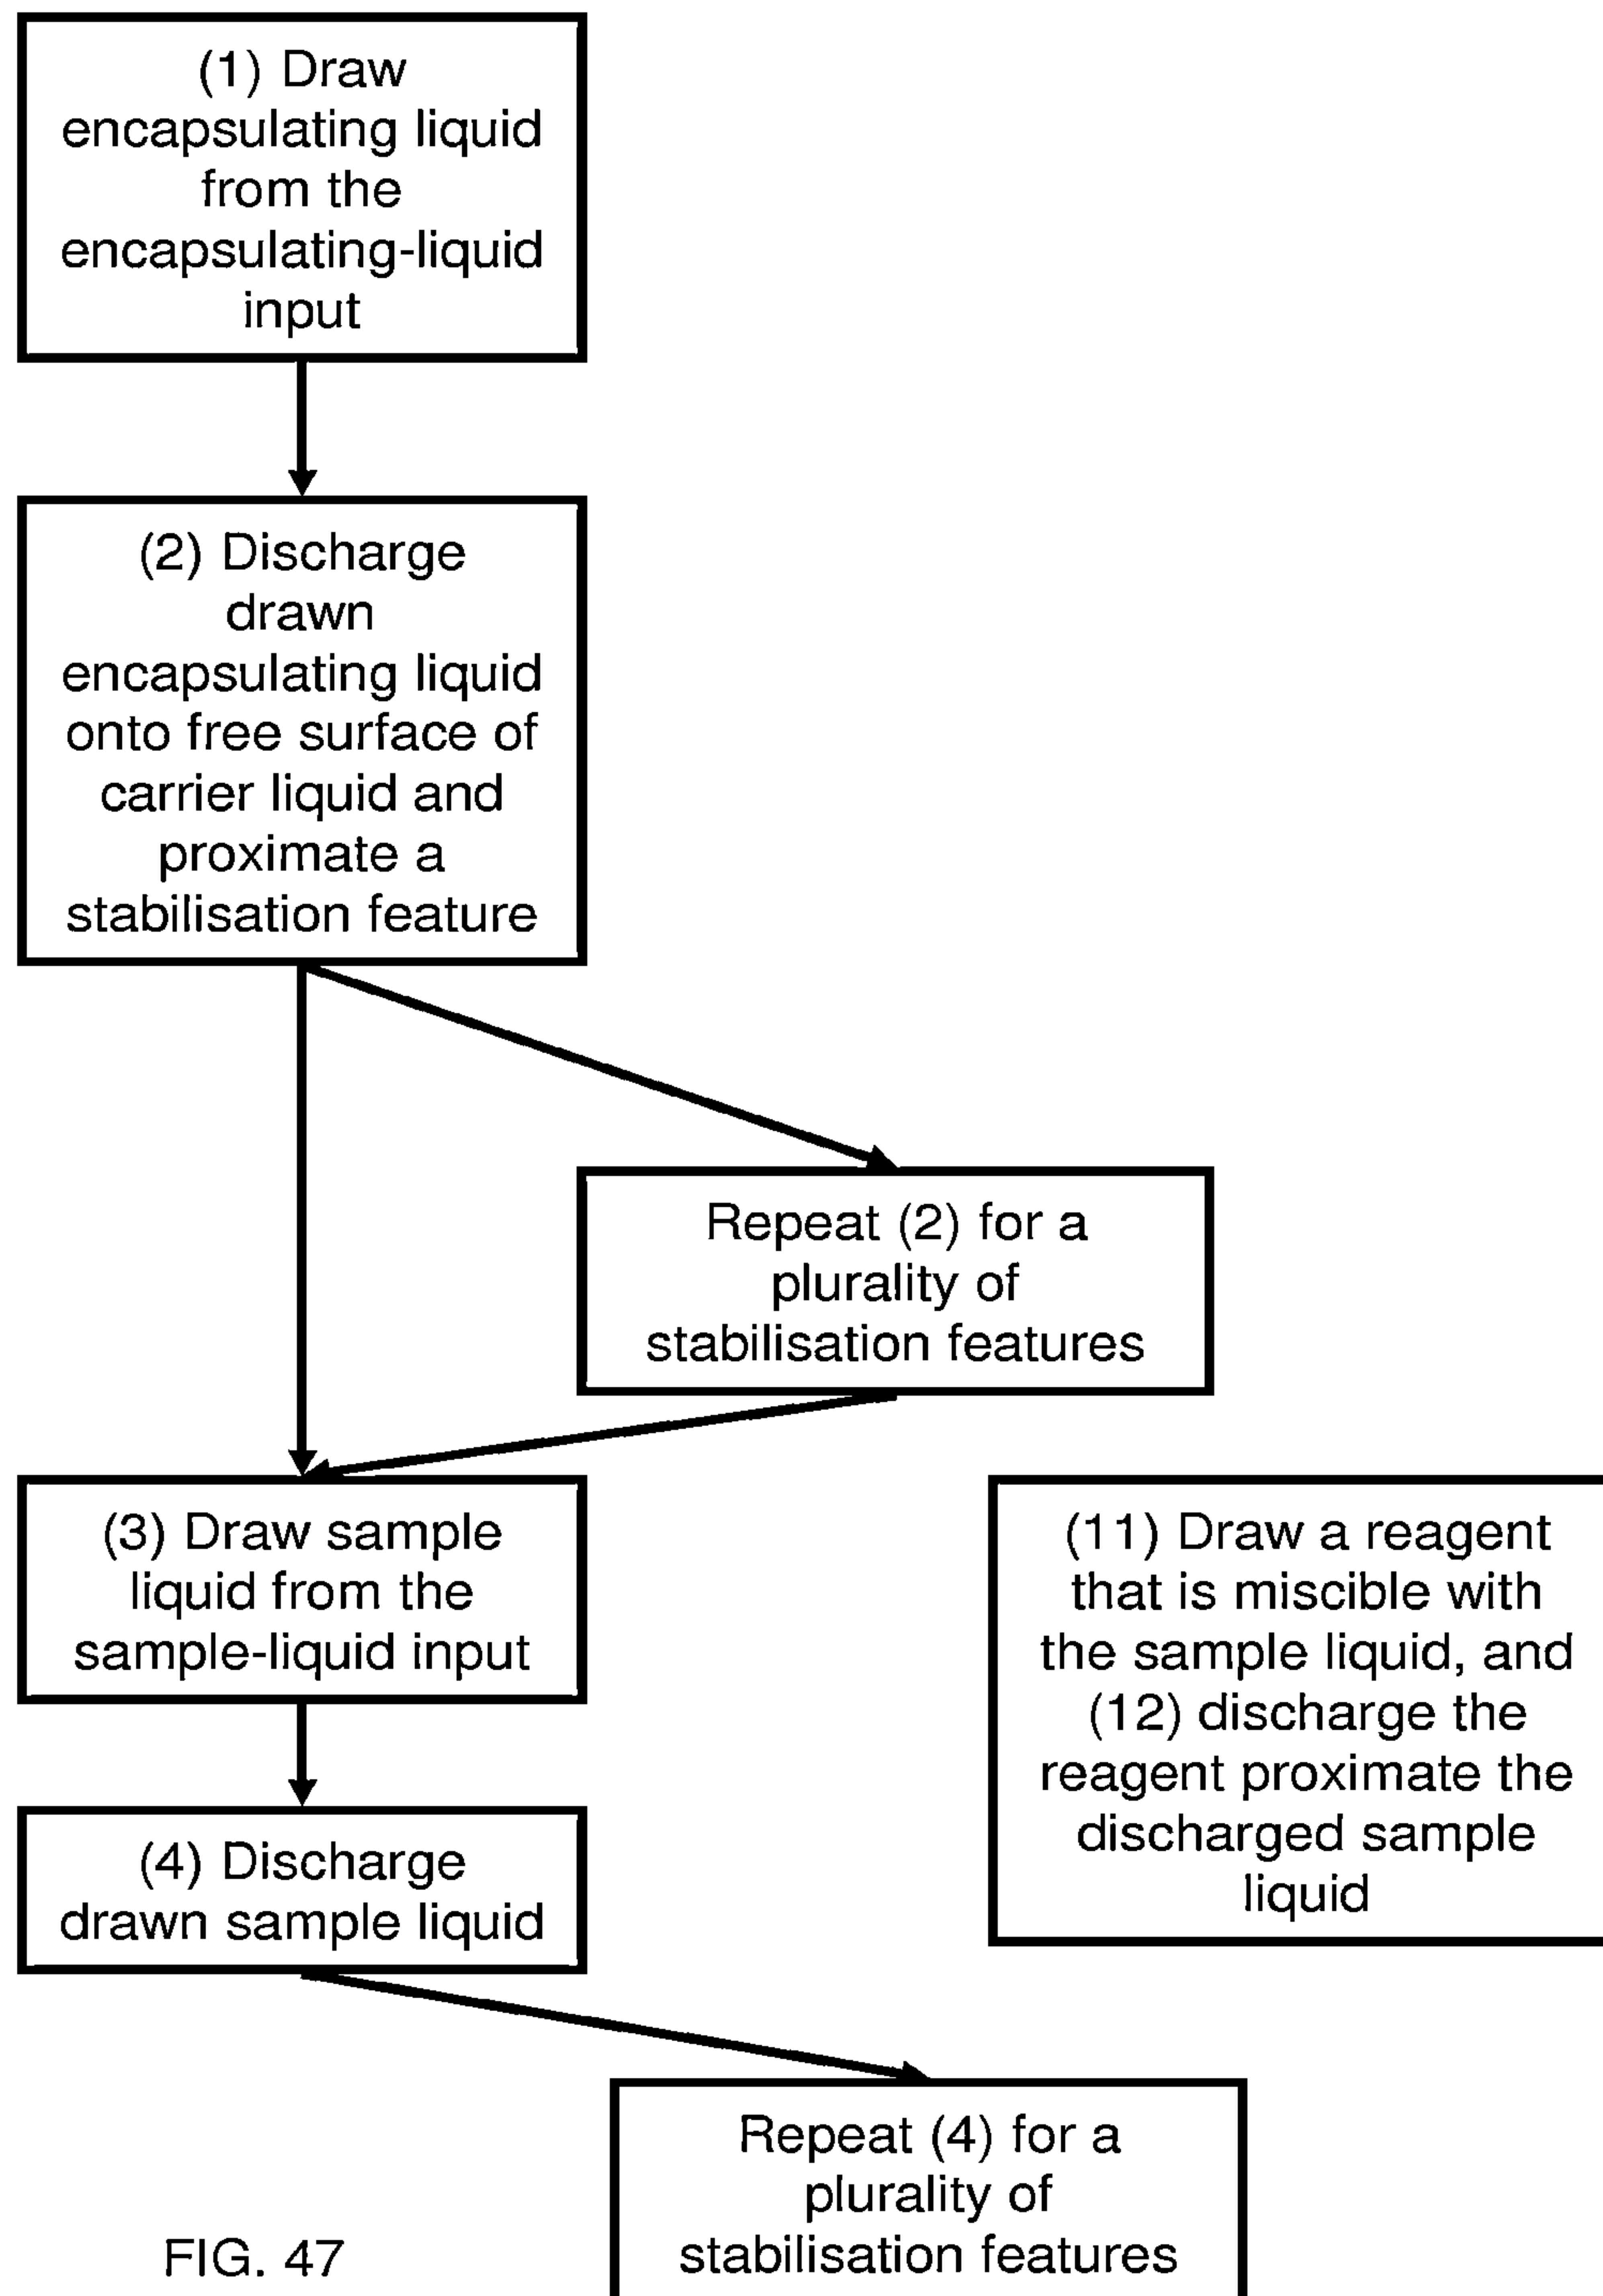 (1) Draw
encapsulating liquid
from the
encapsulating-liquid
input
(2) Discharge
drawn
encapsulating liquid
onto free surface of
carrier liquid and
proximate a
stabilisation feature
Repeat (2) for a
plurality of
stabilisation features
(3) Draw sample
liquid from the
sample-liquid input
(11) Draw a reagent
that is miscible with
the sample liquid, and
(12) discharge the
reagent proximate the
discharged sample
liquid
(4) Discharge
drawn sample liquid
Repeat (4) for a
plurality of
stabilisation features
FIG. 47